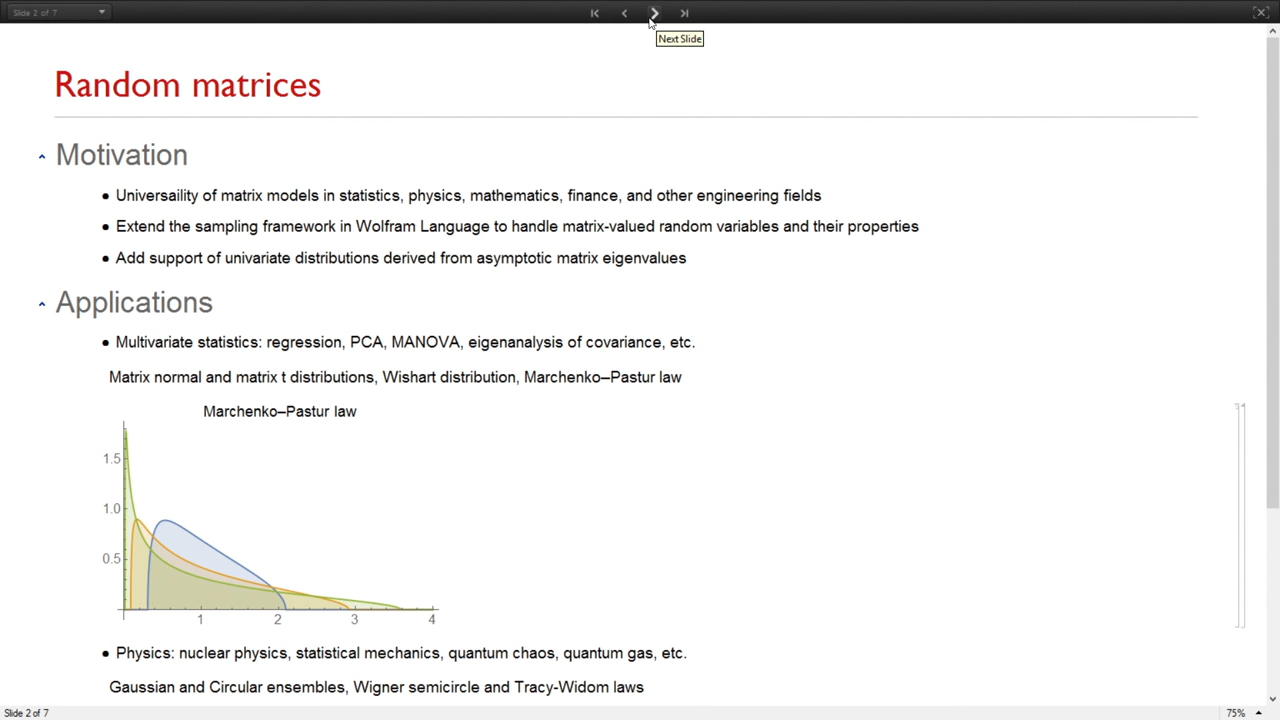 Slide 2 of 7
Next Slide
Random matrices
Motivation
• Universaility of matrix models in statistics, physics, mathematics, finance, and other engineering fields
• Extend the sampling framework in Wolfram Language to handle matrix-valued random variables and their properties
• Add support of univariate distributions derived from asymptotic matrix eigenvalues
Applications
• Multivariate statistics: regression, PCA, MANOVA, eigenanalysis of covariance, etc.
Matrix normal and matrix t distributions, Wishart distribution, Marchenko–Pastur law
Marchenko–Pastur law
1.5
1.0
0.5
1 2 3 4
• Physics: nuclear physics, statistical mechanics, quantum chaos, quantum gas, etc.
Gaussian and Circular ensembles, Wigner semicircle and Tracy-Widom laws
Slide 2 of 7 75%